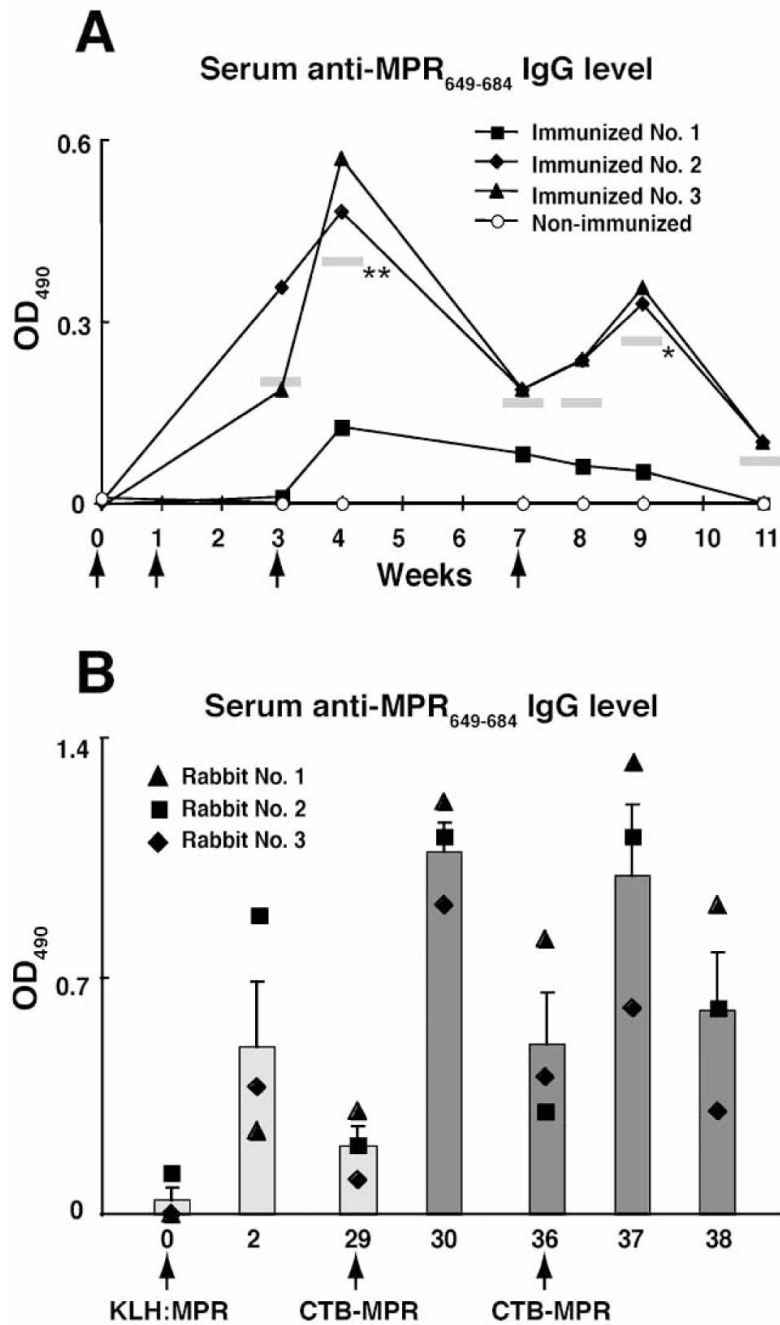 A
Serum anti-MPR649-684 IgG level
Immunized No. 1
Immunized No. 2
Immunized No. 3
Non-immunized
OD490
0.6
0.3
0
**
*
0 1 2 3 4 5 6 7 8 9 10 11
Weeks
B
Serum anti-MPR649-684 IgG level
Rabbit No. 1
Rabbit No. 2
Rabbit No. 3
OD490
1.4
0.7
0
0 2 29 30 36 37 38
KLH:MPR CTB-MPR CTB-MPR